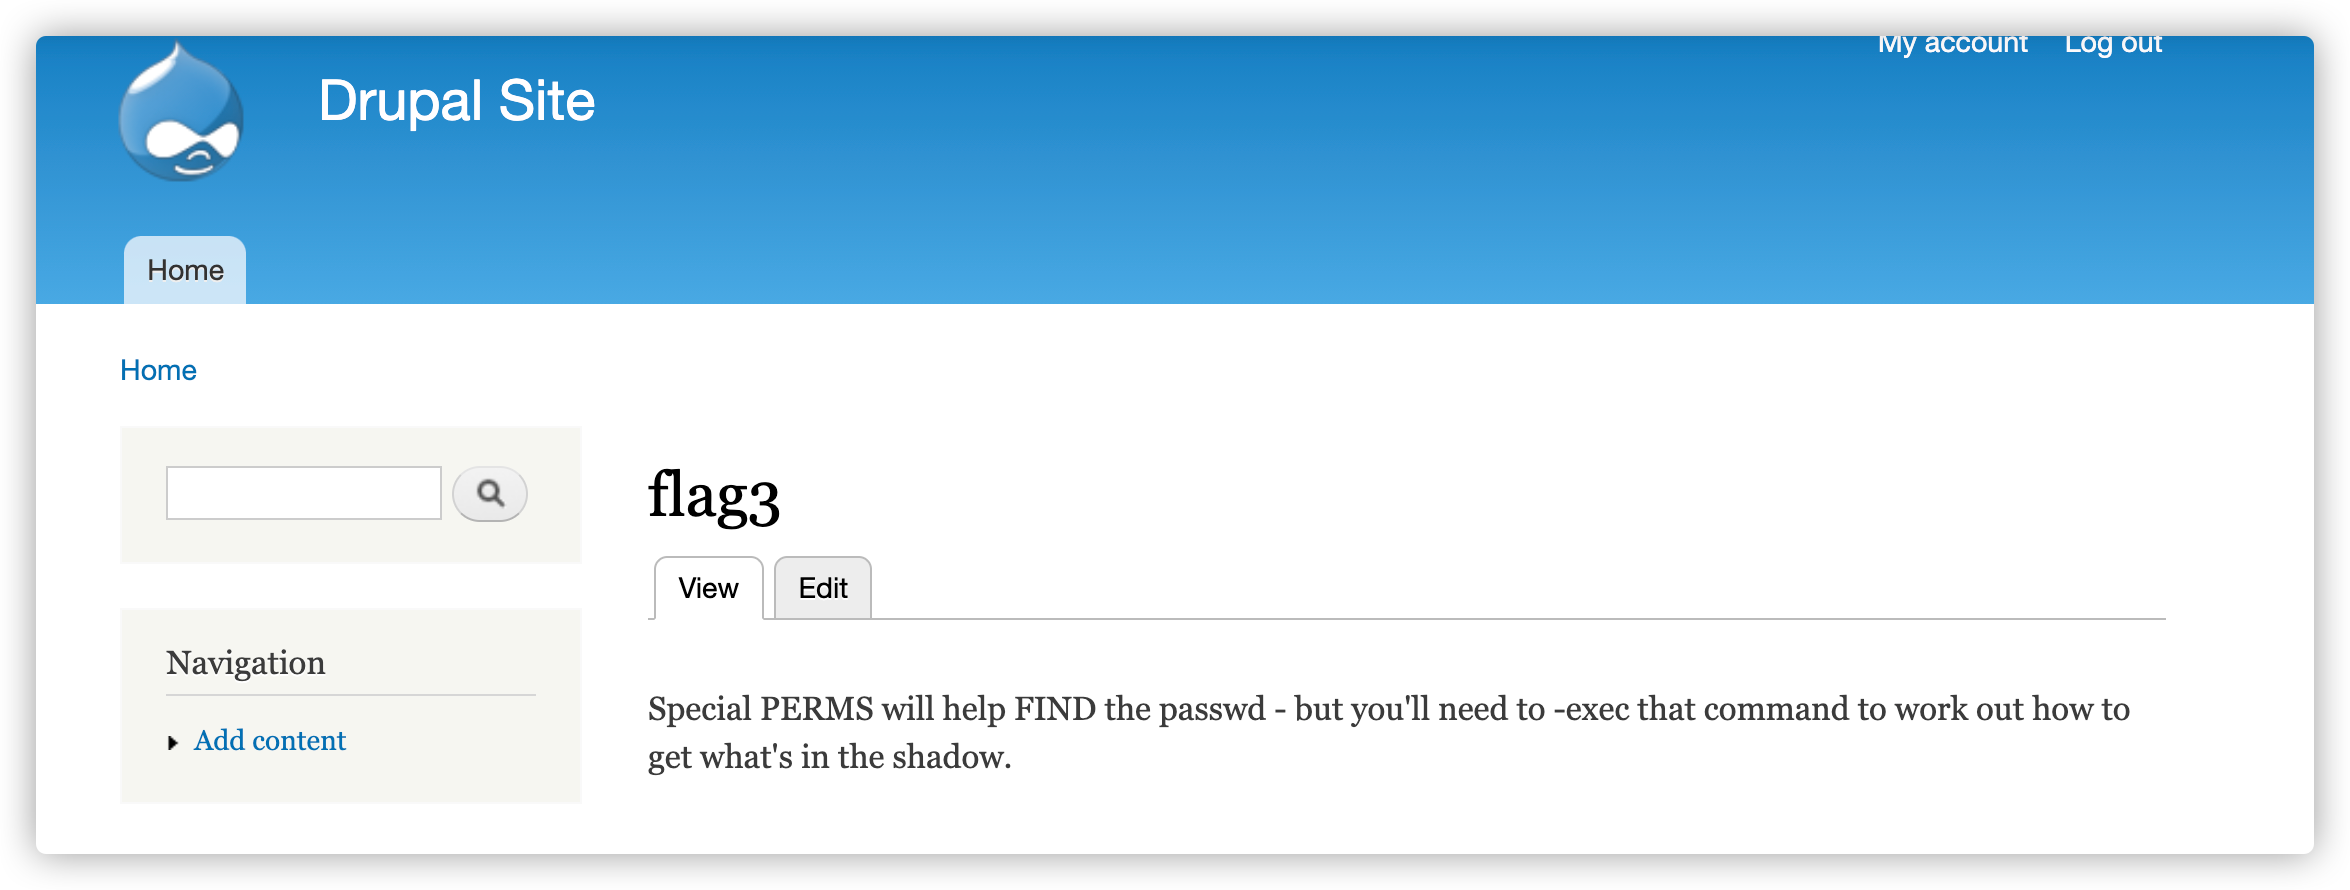 My account Log out
Drupal Site
Home
Home
flag3
View Edit
Navigation
Add content
Special PERMS will help FIND the passwd - but you'll need to -exec that command to work out how to
get what's in the shadow.